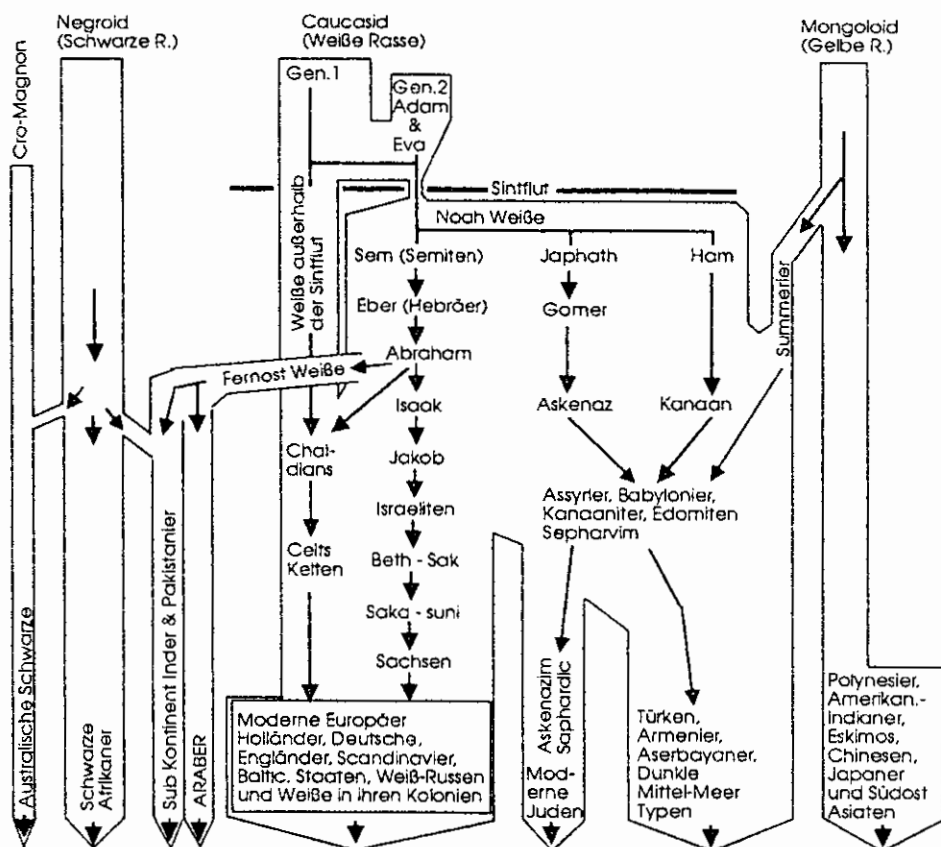 Negroid
(Schwarze R.)
Caucasid
(Weiße Rasse)
Mongoloid
(Gelbe R.)
Cro-Magnon
Gen.1
Gen.2
Adam
&
Eva
Sintflut
Noah Weiße
Weiße außerhalb
der Sintflut
Sem (Semiten)
Japhath
Ham
Summerier
Eber (Hebräer)
Gomer
Abraham
Fernost Weiße
Isaak
Askenaz
Kanaan
Chal-
dians
Jakob
Israeliten
Assyrier, Babylonier,
Kanaaniter, Edomiten
Sepharvim
Celts
Kelten
Beth - Sak
Saka - suni
Sachsen
Australische Schwarze
Schwarze
Afrikaner
Sub Kontinent Inder & Pakistanier
ARABER
Moderne Europäer
Holländer, Deutsche,
Engländer, Scandinavier,
Baltic. Staaten, Weiß-Russen
und Weiße in ihren Kolonien
Askenazim
Saphardic
Mod-
erne
Juden
Türken,
Armenier,
Aserbayaner,
Dunkle
Mittel-Meer
Typen
Polynesier,
Amerikan.-
Indianer,
Eskimos,
Chinesen,
Japaner
und Südost
Asiaten